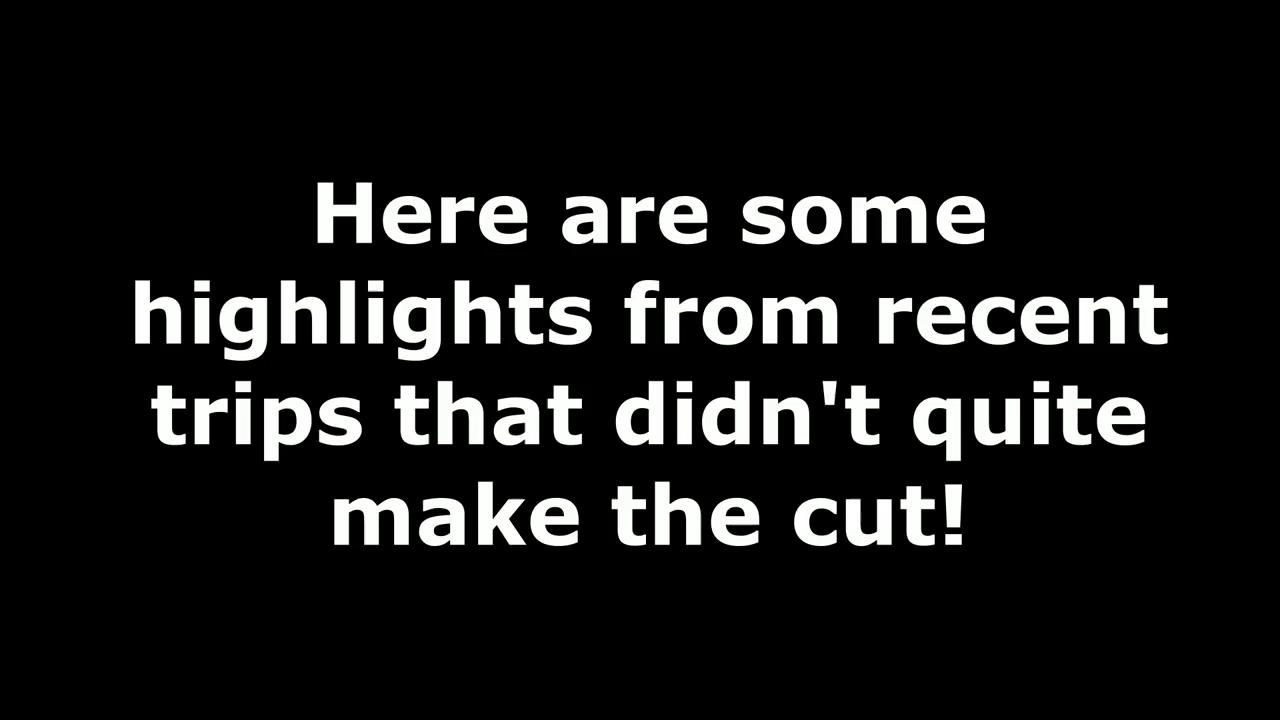 Here are some
highlights from recent
trips that didn't quite
make the cut!